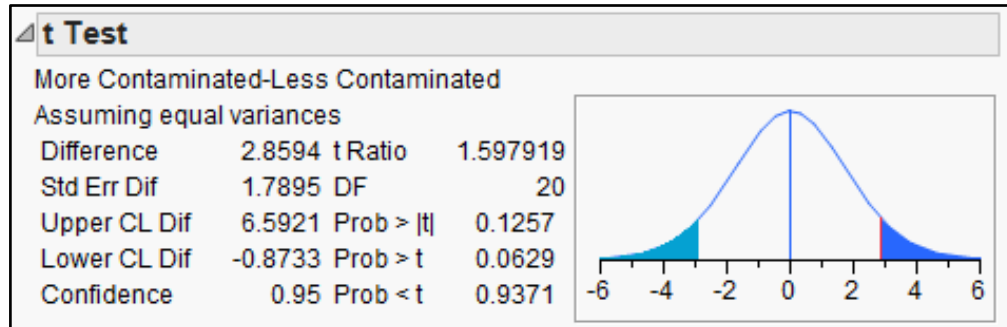 t Test
More Contaminated-Less Contaminated
Assuming equal variances
Difference 2.8594 t Ratio 1.597919
Std Err Dif 1.7895 DF 20
Upper CL Dif 6.5921 Prob > |t| 0.1257
Lower CL Dif -0.8733 Prob > t 0.0629
Confidence 0.95 Prob < t 0.9371
-6 -4 -2 0 2 4 6